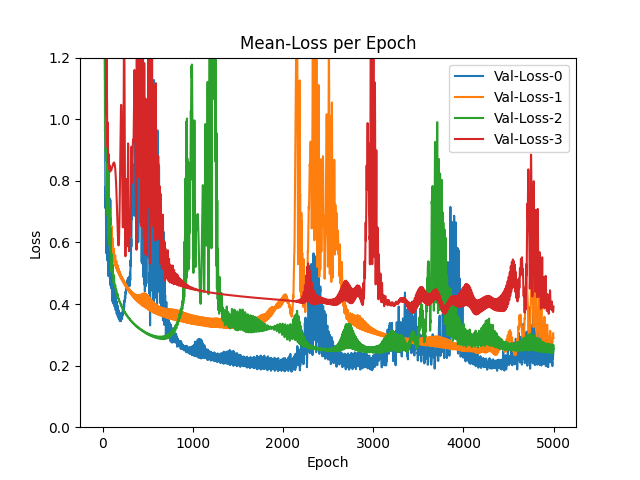 Mean-Loss per Epoch
1.2
1.0
0.8
0.6
0.4
0.2
0.0
Loss
Val-Loss-0
Val-Loss-1
Val-Loss-2
Val-Loss-3
0 1000 2000 3000 4000 5000
Epoch